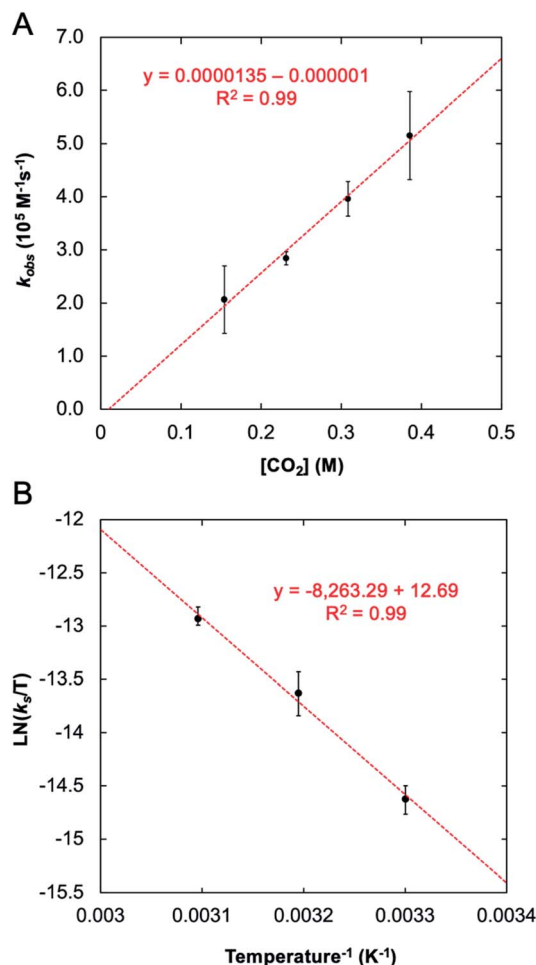 A
7.0
6.0
5.0
4.0
3.0
2.0
1.0
0.0
y = 0.0000135 – 0.000001
R² = 0.99
k_obs (10⁵ M⁻¹s⁻¹)
0
0.1
0.2
0.3
0.4
0.5
[CO₂] (M)
B
-12
-12.5
-13
-13.5
-14
-14.5
-15
-15.5
y = -8,263.29 + 12.69
R² = 0.99
LN(k_s/T)
0.003
0.0031
0.0032
0.0033
0.0034
Temperature⁻¹ (K⁻¹)